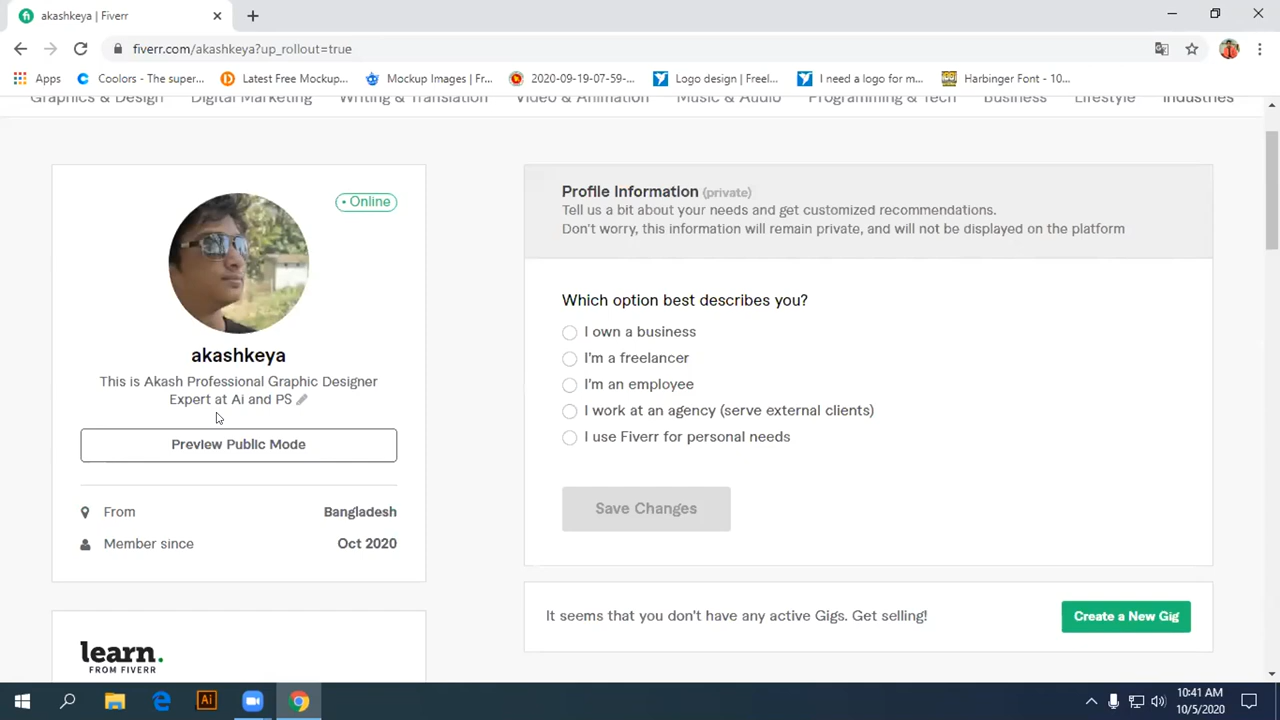 akashkeya | Fiverr
fiverr.com/akashkeya?up_rollout=true
Apps
Coolors - The super...
Latest Free Mockup...
Mockup Images | Fr...
2020-09-19-07-59-...
Logo design | Freel...
I need a logo for m...
Harbinger Font - 10...
Graphics & Design
Digital Marketing
Writing & Translation
Video & Animation
Music & Audio
Programming & Tech
Business
Lifestyle
Industries
• Online
akashkeya
This is Akash Professional Graphic Designer
Expert at Ai and PS
Preview Public Mode
From Bangladesh
Member since Oct 2020
learn.
FROM FIVERR
Profile Information (private)
Tell us a bit about your needs and get customized recommendations.
Don't worry, this information will remain private, and will not be displayed on the platform
Which option best describes you?
I own a business
I'm a freelancer
I'm an employee
I work at an agency (serve external clients)
I use Fiverr for personal needs
Save Changes
It seems that you don't have any active Gigs. Get selling!
Create a New Gig
Ai
10:41 AM
10/5/2020